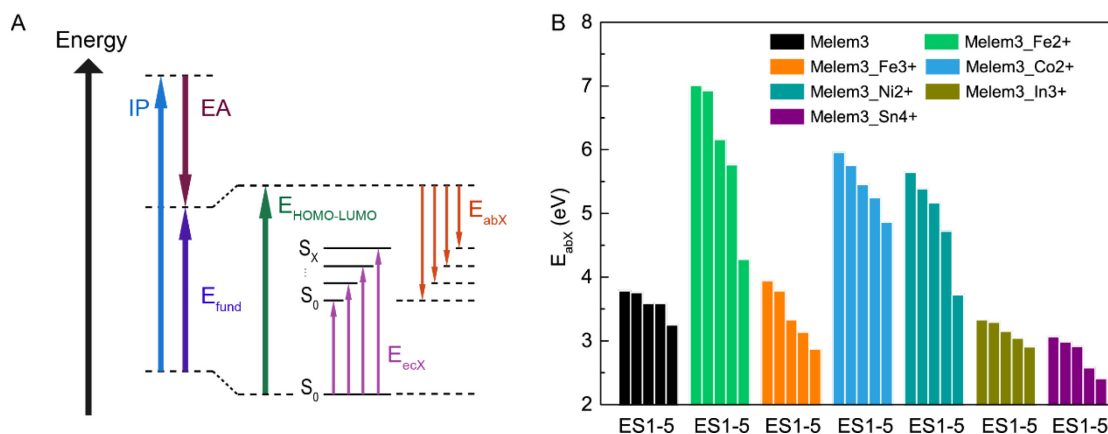 A
Energy
IP
EA
E_fund
E_HOMO-LUMO
S_X
⋮
S_0
S_0
E_ecX
E_abX
B
E_abX (eV)
8
7
6
5
4
3
2
Melem3
Melem3_Fe2+
Melem3_Fe3+
Melem3_Co2+
Melem3_Ni2+
Melem3_In3+
Melem3_Sn4+
ES1-5 ES1-5 ES1-5 ES1-5 ES1-5 ES1-5 ES1-5